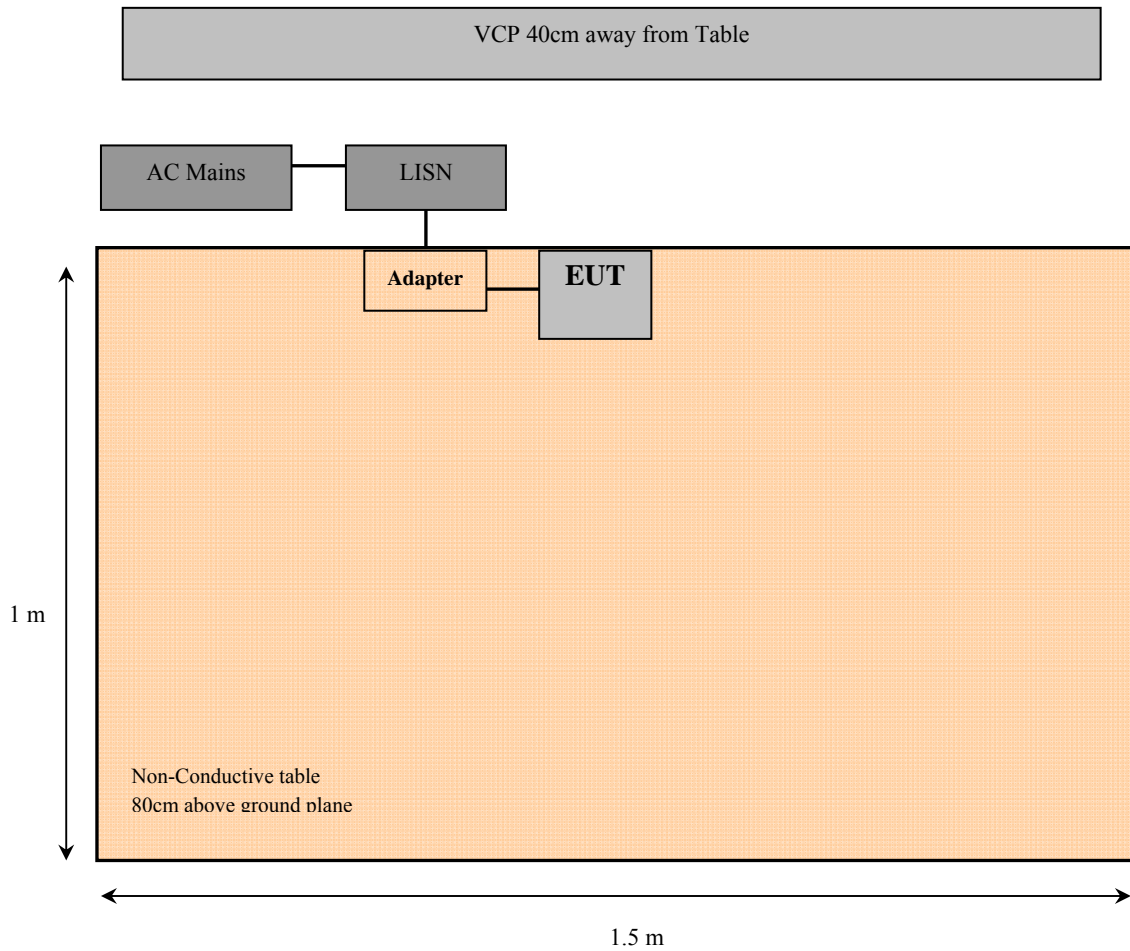 VCP 40cm away from Table
AC Mains
LISN
Adapter
EUT
1 m
Non-Conductive table
80cm above ground plane
1.5 m